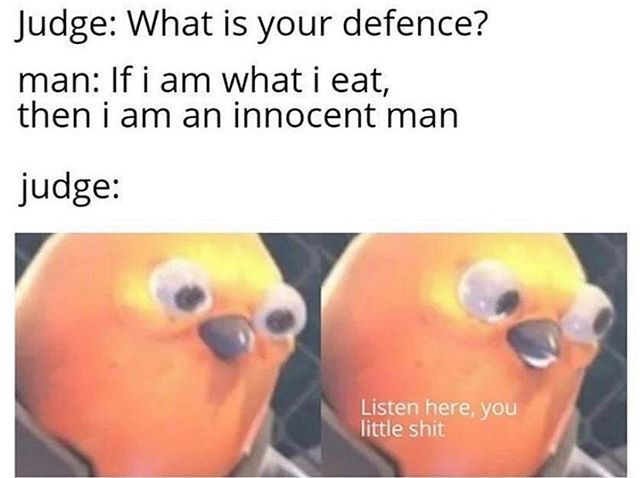 Judge: What is your defence?
man: If i am what i eat,
then i am an innocent man
judge:
Listen here, you
little shit